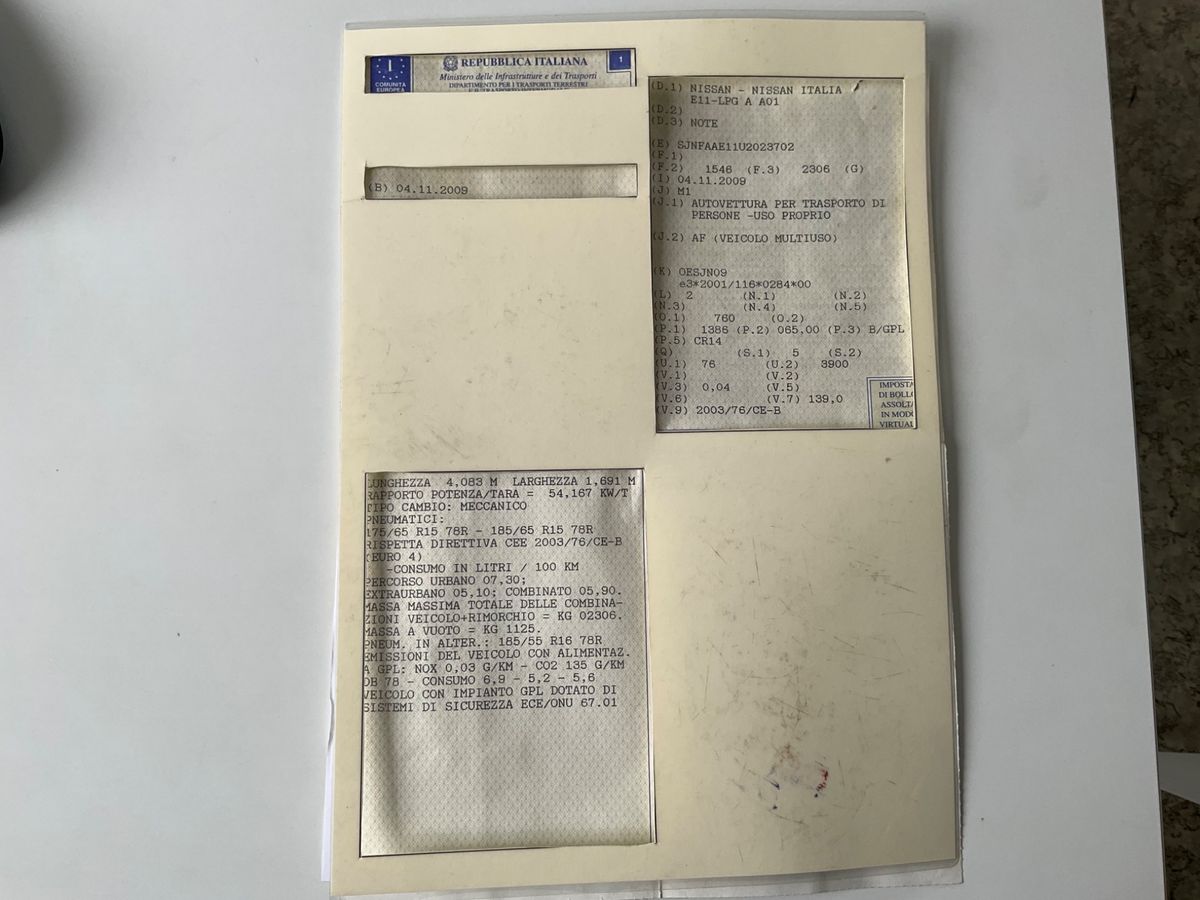 I
COMUNITÀ
EUROPEA
REPUBBLICA ITALIANA
Ministero delle Infrastrutture e dei Trasporti
DIPARTIMENTO PER I TRASPORTI TERRESTRI
1
(B) 04.11.2009
(D.1) NISSAN - NISSAN ITALIA
E11-LPG A A01
(D.2)
(D.3) NOTE
(E) SJNFAAE11U2023702
(F.1)
(F.2) 1546 (F.3) 2306 (G)
(I) 04.11.2009
(J) M1
(J.1) AUTOVETTURA PER TRASPORTO DI
PERSONE -USO PROPRIO
(J.2) AF (VEICOLO MULTIUSO)
(K) OESJN09
e3*2001/116*0284*00
(L) 2 (N.1) (N.2)
(N.3) (N.4) (N.5)
(O.1) 760 (O.2)
(P.1) 1386 (P.2) 065,00 (P.3) B/GPL
(P.5) CR14
(Q) (S.1) 5 (S.2)
(U.1) 76 (U.2) 3900
(V.1) (V.2)
(V.3) 0,04 (V.5)
(V.6) (V.7) 139,0
(V.9) 2003/76/CE-B
IMPOSTA
DI BOLLO
ASSOLTA
IN MODO
VIRTUAL
LUNGHEZZA 4,083 M LARGHEZZA 1,691 M
RAPPORTO POTENZA/TARA = 54,167 KW/T
TIPO CAMBIO: MECCANICO
PNEUMATICI:
175/65 R15 78R - 185/65 R15 78R
RISPETTA DIRETTIVA CEE 2003/76/CE-B
(EURO 4)
-CONSUMO IN LITRI / 100 KM
PERCORSO URBANO 07,30;
EXTRAURBANO 05,10; COMBINATO 05,90.
MASSA MASSIMA TOTALE DELLE COMBINA-
ZIONI VEICOLO+RIMORCHIO = KG 02306.
MASSA A VUOTO = KG 1125.
PNEUM. IN ALTER.: 185/55 R16 78R
EMISSIONI DEL VEICOLO CON ALIMENTAZ.
A GPL: NOX 0,03 G/KM - CO2 135 G/KM
DB 78 - CONSUMO 6,9 - 5,2 - 5,6
VEICOLO CON IMPIANTO GPL DOTATO DI
SISTEMI DI SICUREZZA ECE/ONU 67.01